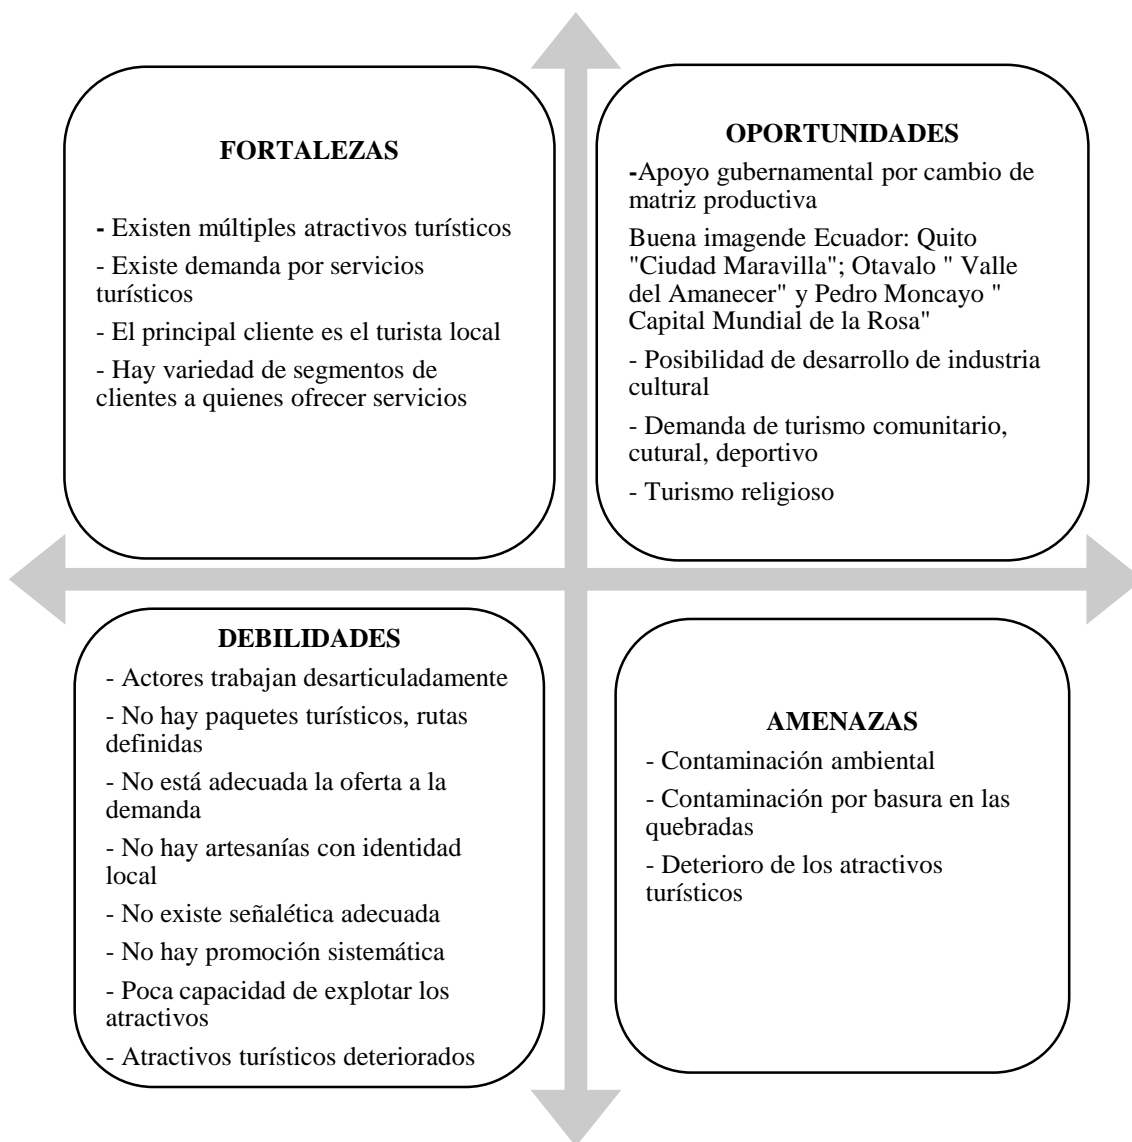 FORTALEZAS
- Existen múltiples atractivos turísticos
- Existe demanda por servicios
turísticos
- El principal cliente es el turista local
- Hay variedad de segmentos de
clientes a quienes ofrecer servicios
OPORTUNIDADES
-Apoyo gubernamental por cambio de
matriz productiva
Buena imagende Ecuador: Quito
"Ciudad Maravilla"; Otavalo " Valle
del Amanecer" y Pedro Moncayo "
Capital Mundial de la Rosa"
- Posibilidad de desarrollo de industria
cultural
- Demanda de turismo comunitario,
cutural, deportivo
- Turismo religioso
DEBILIDADES
- Actores trabajan desarticuladamente
- No hay paquetes turísticos, rutas
definidas
- No está adecuada la oferta a la
demanda
- No hay artesanías con identidad
local
- No existe señalética adecuada
- No hay promoción sistemática
- Poca capacidad de explotar los
atractivos
- Atractivos turísticos deteriorados
AMENAZAS
- Contaminación ambiental
- Contaminación por basura en las
quebradas
- Deterioro de los atractivos
turísticos